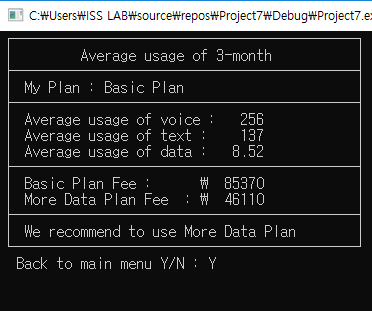 C:₩Users₩ISS LAB₩source₩repos₩Project7₩Debug₩Project7.ex
Average usage of 3-month
My Plan : Basic Plan
Average usage of voice : 256
Average usage of text : 137
Average usage of data : 8.52
Basic Plan Fee : ₩ 85370
More Data Plan Fee : ₩ 46110
We recommend to use More Data Plan
Back to main menu Y/N : Y